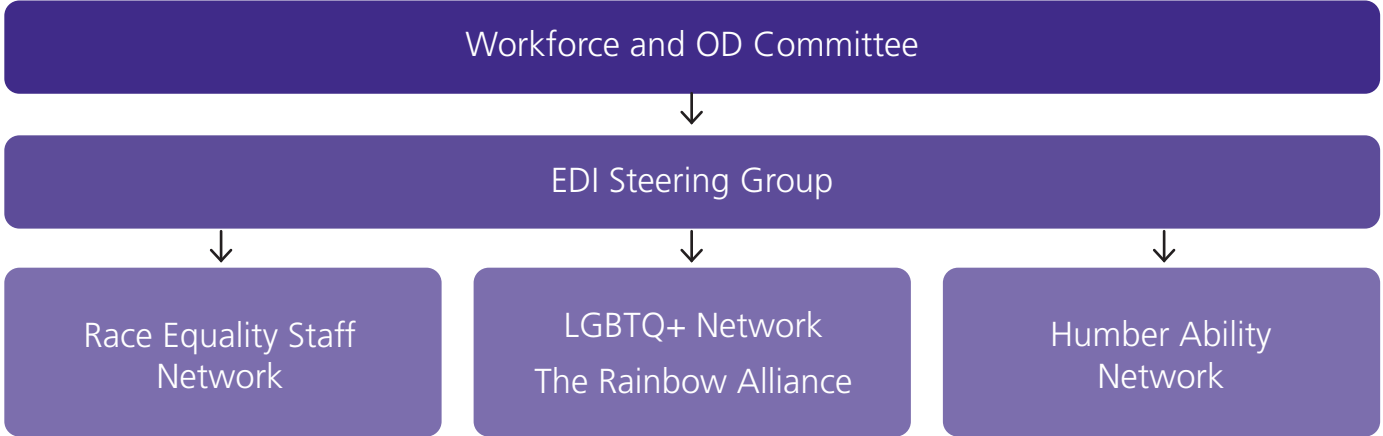 Workforce and OD Committee
EDI Steering Group
Race Equality Staff
Network
LGBTQ+ Network
The Rainbow Alliance
Humber Ability
Network